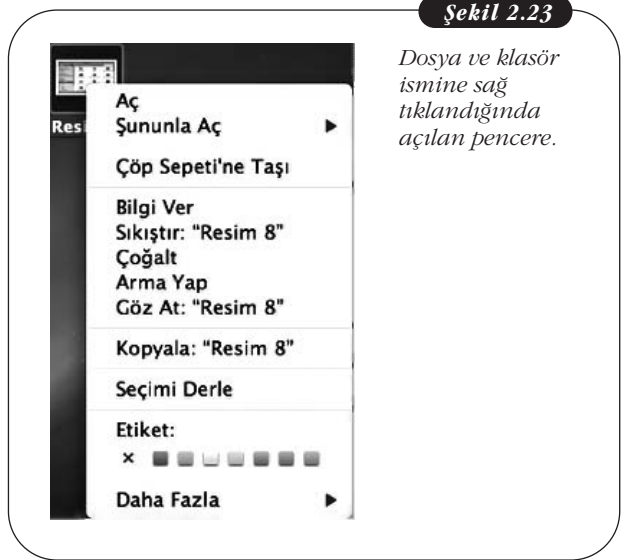 Şekil 2.23
Dosya ve klasör
ismine sağ
tıklandığında
açılan pencere.
Resi
Aç
Şununla Aç
Çöp Sepeti'ne Taşı
Bilgi Ver
Sıkıştır: “Resim 8”
Çoğalt
Arma Yap
Göz At: “Resim 8”
Kopyala: “Resim 8”
Seçimi Derle
Etiket:
×
Daha Fazla